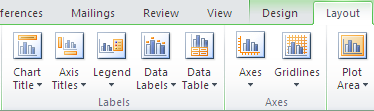 ferences Mailings Review View Design Layout
Chart Title Axis Titles Legend Data Labels Data Table Axes Gridlines Plot Area
Labels Axes